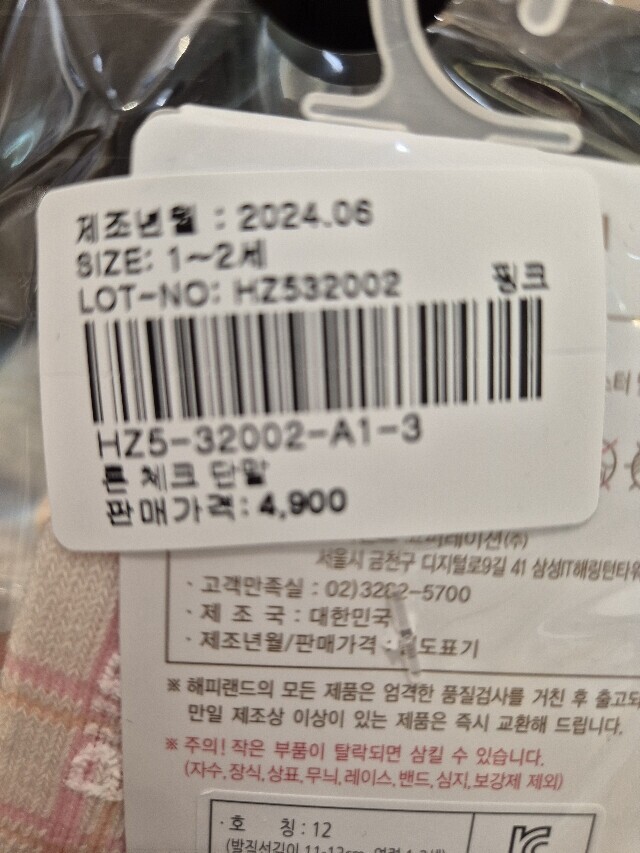 제조년월 : 2024.06
SIZE: 1~2세
LOT-NO: HZ532002 핑크
HZ5-32002-A1-3
튼 체크 단말
판매가격: 4,900
서울시 금천구 디지털로9길 41 삼성IT해링턴타워
· 고객만족실 : 02)3282-5700
· 제 조 국 : 대한민국
· 제조년월/판매가격 : 별도표기
※ 해피랜드의 모든 제품은 엄격한 품질검사를 거친 후 출고되
만일 제조상 이상이 있는 제품은 즉시 교환해 드립니다.
※ 주의! 작은 부품이 탈락되면 삼킬 수 있습니다.
(자수,장식,상표,무늬,레이스,밴드,심지,보강제 제외)
· 호 칭 : 12